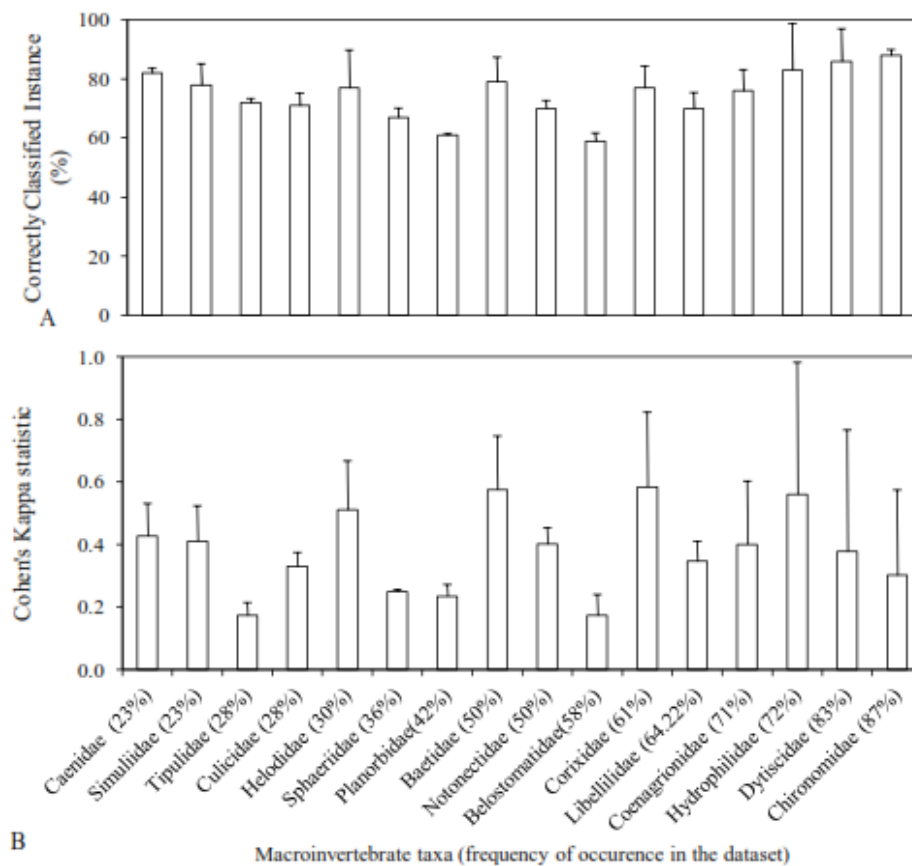 100
80
60
40
20
0
Correctly Classified Instance
(%)
A
1.0
0.8
0.6
0.4
0.2
0.0
Cohen's Kappa statistic
Caenidae (23%)
Simuliidae (23%)
Tipulidae (28%)
Culicidae (28%)
Helodidae (30%)
Sphaeriidae (36%)
Planorbidae(42%)
Baetidae (50%)
Notonectidae (50%)
Belostomatidae(58%)
Corixidae (61%)
Libellilidae (64.22%)
Coenagrionidae (71%)
Hydrophilidae (72%)
Dytiscidae (83%)
Chironomidae (87%)
B
Macroinvertebrate taxa (frequency of occurence in the dataset)